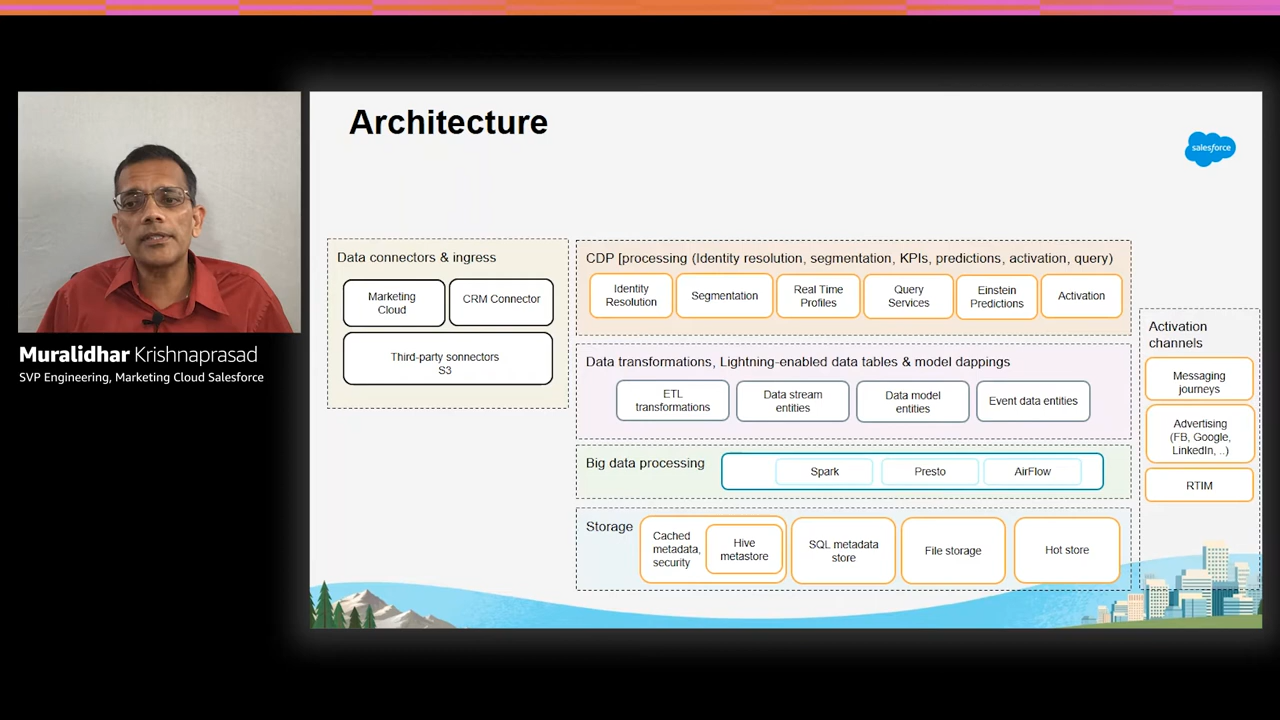 Architecture
salesforce
Muralidhar Krishnaprasad
SVP Engineering, Marketing Cloud Salesforce
Data connectors & ingress
Marketing
Cloud
CRM Connector
Third-party sonnectors
S3
CDP [processing (Identity resolution, segmentation, KPIs, predictions, activation, query)
Identity
Resolution
Segmentation
Real Time
Profiles
Query
Services
Einstein
Predictions
Activation
Data transformations, Lightning-enabled data tables & model dappings
ETL
transformations
Data stream
entities
Data model
entities
Event data entities
Big data processing
Spark
Presto
AirFlow
Storage
Cached
metadata,
security
Hive
metastore
SQL metadata
store
File storage
Hot store
Activation
channels
Messaging
journeys
Advertising
(FB, Google,
LinkedIn, ..)
RTIM